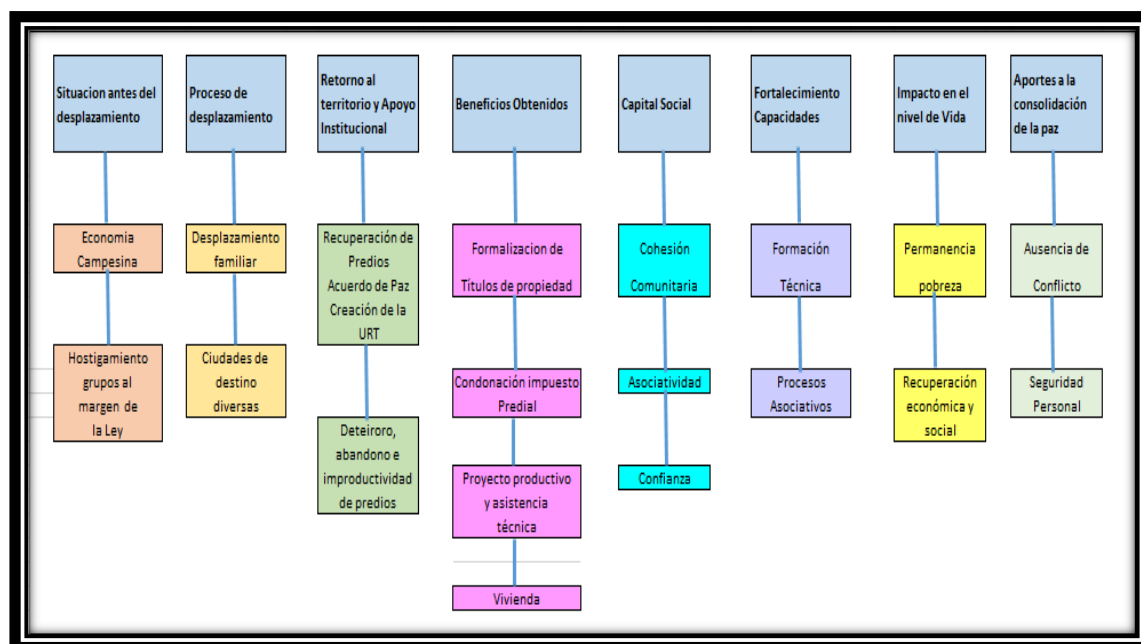 Situacion antes del
desplazamiento
Proceso de
desplazamiento
Retorno al
territorio y Apoyo
Institucional
Beneficios Obtenidos
Capital Social
Fortalecimiento
Capacidades
Impacto en el
nivel de Vida
Aportes a la
consolidación
de la paz
Economia
Campesina
Hostigamiento
grupos al
margen de
la Ley
Desplazamiento
familiar
Ciudades de
destino
diversas
Recuperación de
Predios
Acuerdo de Paz
Creación de la
URT
Deteiroro,
abandono e
improductividad
de predios
Formalizacion de
Títulos de propiedad
Condonación impuesto
Predial
Proyecto productivo
y asistencia
técnica
Vivienda
Cohesión
Comunitaria
Asociatividad
Confianza
Formación
Técnica
Procesos
Asociativos
Permanencia
pobreza
Recuperación
económica y
social
Ausencia de
Conflicto
Seguridad
Personal